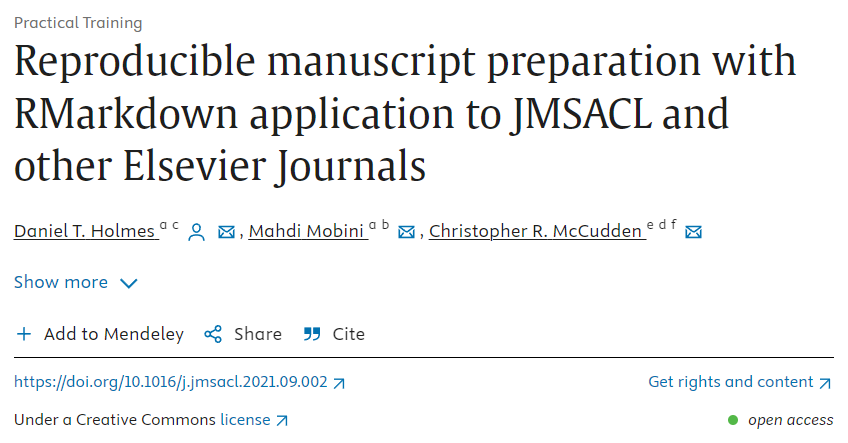 Practical Training
Reproducible manuscript preparation with
RMarkdown application to JMSACL and
other Elsevier Journals
Daniel T. Holmes a c , Mahdi Mobini a b , Christopher R. McCudden e d f
Show more
+ Add to Mendeley Share Cite
https://doi.org/10.1016/j.jmsacl.2021.09.002 Get rights and content
Under a Creative Commons license open access